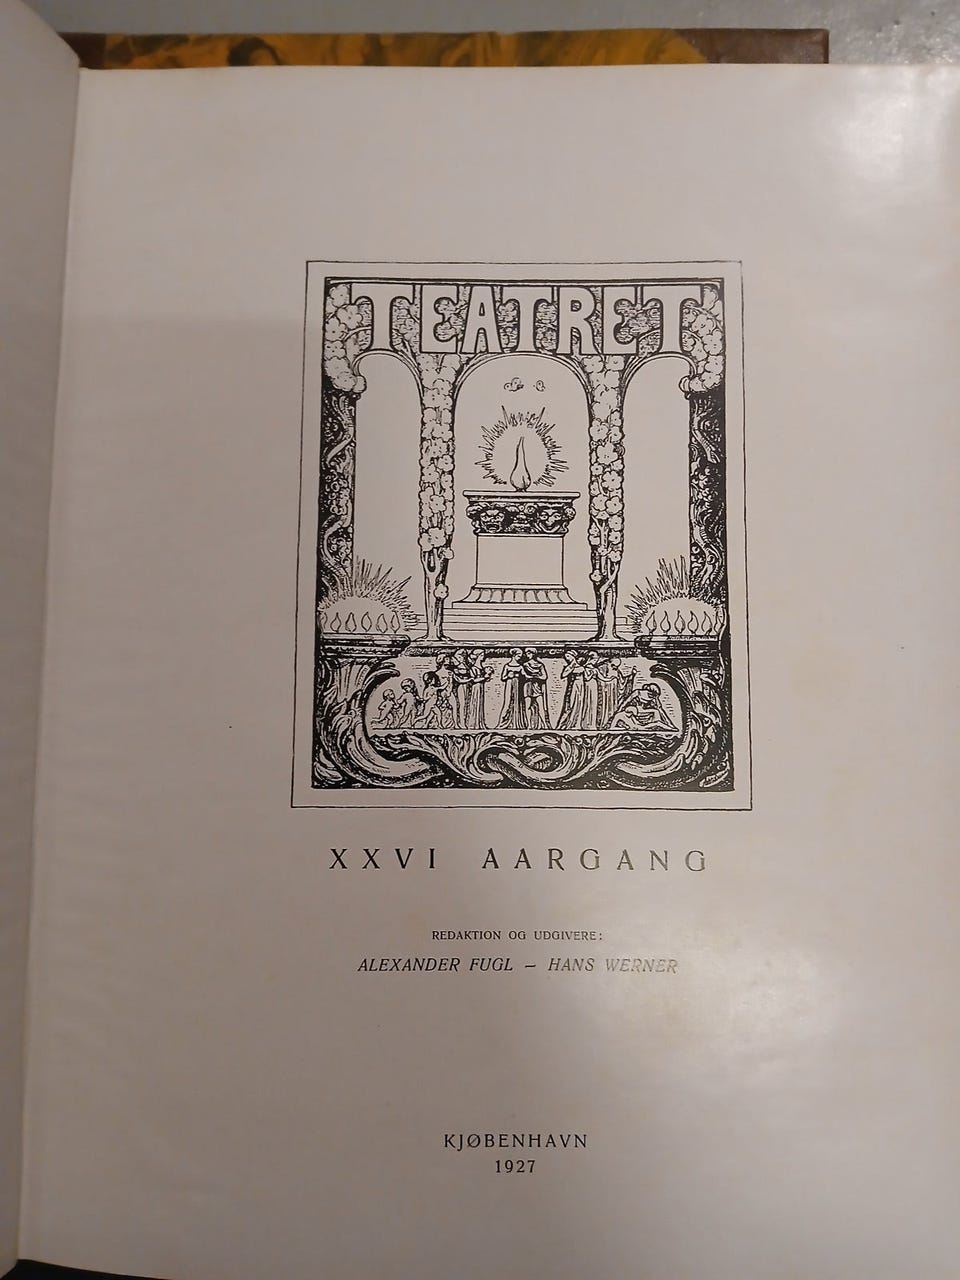 TEATRET
XXVI AARGANG
REDAKTION OG UDGIVERE:
ALEXANDER FUGL – HANS WERNER
KJØBENHAVN
1927